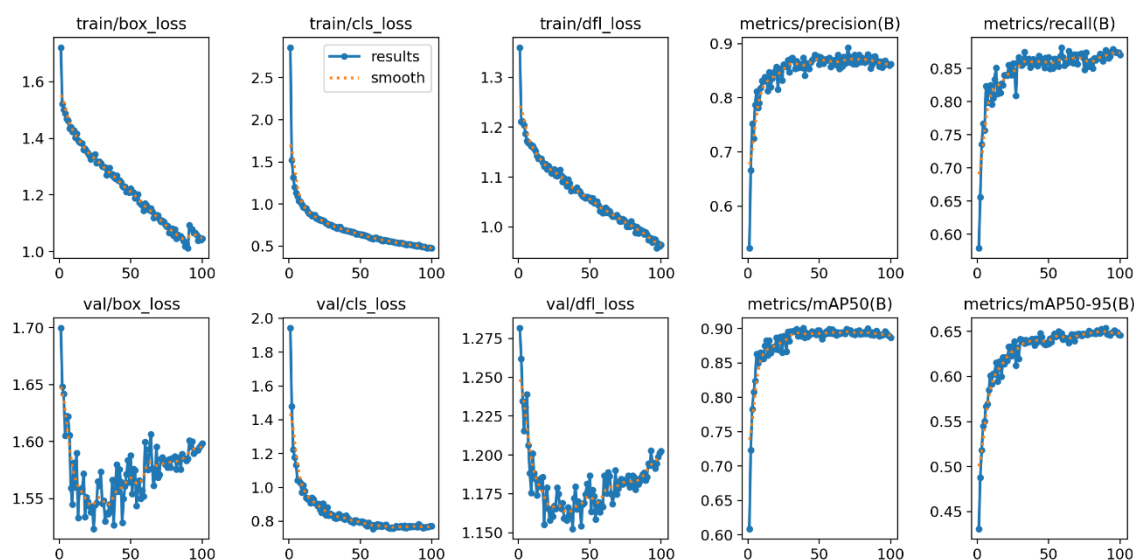 train/box_loss
train/cls_loss
train/dfl_loss
metrics/precision(B)
metrics/recall(B)
1.6
1.4
1.2
1.0
0 50 100
2.5
2.0
1.5
1.0
0.5
results
smooth
0 50 100
1.3
1.2
1.1
1.0
0 50 100
0.9
0.8
0.7
0.6
0 50 100
0.85
0.80
0.75
0.70
0.65
0.60
0 50 100
val/box_loss
val/cls_loss
val/dfl_loss
metrics/mAP50(B)
metrics/mAP50-95(B)
1.70
1.65
1.60
1.55
0 50 100
2.0
1.8
1.6
1.4
1.2
1.0
0.8
0 50 100
1.275
1.250
1.225
1.200
1.175
1.150
0 50 100
0.90
0.85
0.80
0.75
0.70
0.65
0.60
0 50 100
0.65
0.60
0.55
0.50
0.45
0 50 100